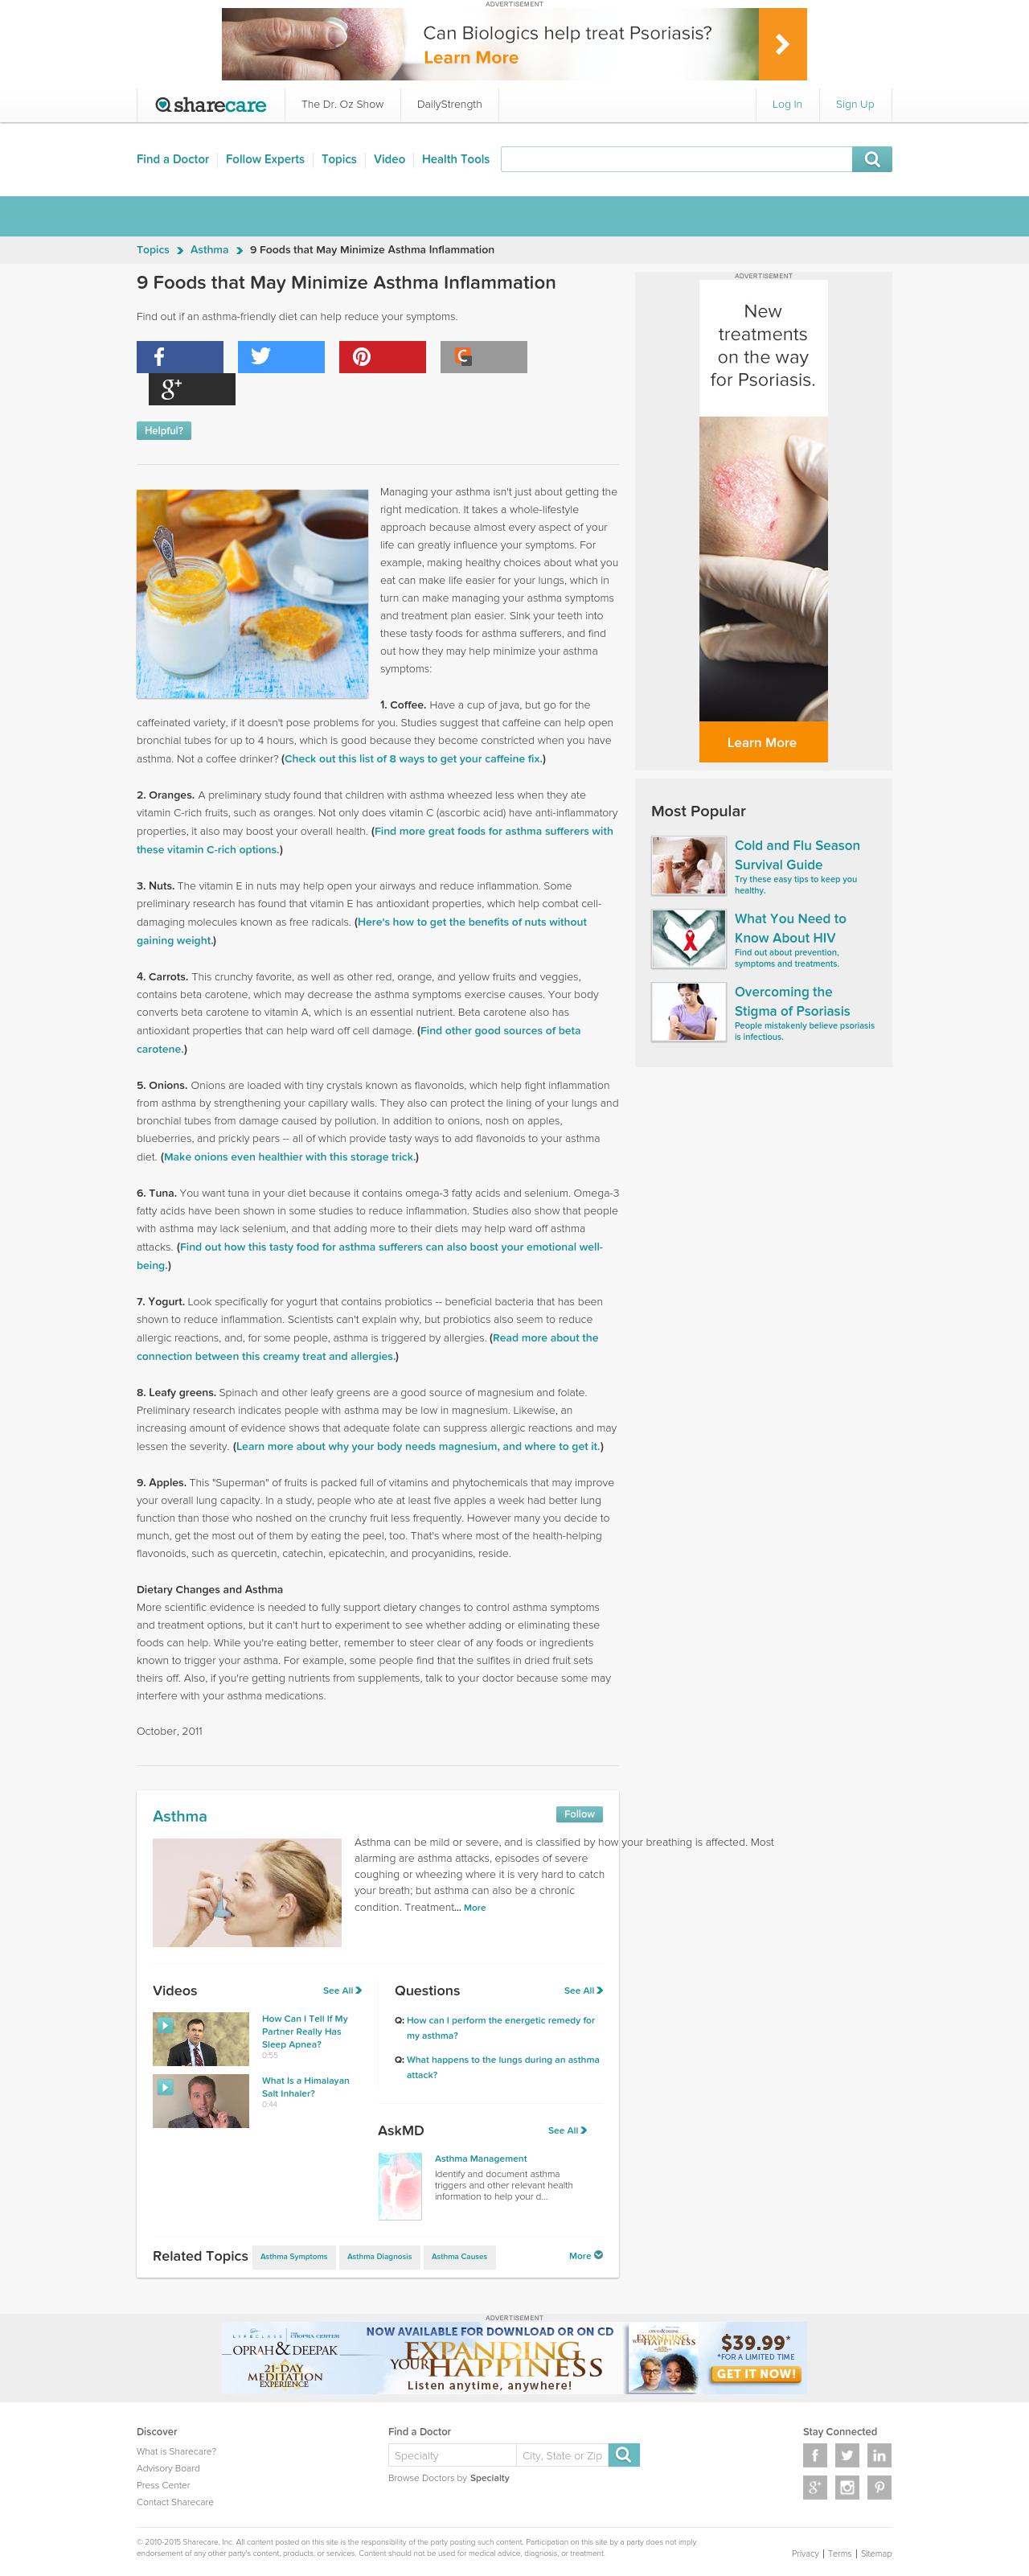 ADVERTISEMENT
Can Biologics help treat Psoriasis?
Learn More
sharecare
The Dr. Oz Show
DailyStrength
Log In
Sign Up
Find a Doctor
Follow Experts
Topics
Video
Health Tools
Topics
Asthma
9 Foods that May Minimize Asthma Inflammation
9 Foods that May Minimize Asthma Inflammation
Find out if an asthma-friendly diet can help reduce your symptoms.
Helpful?
Managing your asthma isn't just about getting the
right medication. It takes a whole-lifestyle
approach because almost every aspect of your
life can greatly influence your symptoms. For
example, making healthy choices about what you
eat can make life easier for your lungs, which in
turn can make managing your asthma symptoms
and treatment plan easier. Sink your teeth into
these tasty foods for asthma sufferers, and find
out how they may help minimize your asthma
symptoms:
1. Coffee. Have a cup of java, but go for the
caffeinated variety, if it doesn't pose problems for you. Studies suggest that caffeine can help open
bronchial tubes for up to 4 hours, which is good because they become constricted when you have
asthma. Not a coffee drinker? (Check out this list of 8 ways to get your caffeine fix.)
2. Oranges. A preliminary study found that children with asthma wheezed less when they ate
vitamin C-rich fruits, such as oranges. Not only does vitamin C (ascorbic acid) have anti-inflammatory
properties, it also may boost your overall health. (Find more great foods for asthma sufferers with
these vitamin C-rich options.)
3. Nuts. The vitamin E in nuts may help open your airways and reduce inflammation. Some
preliminary research has found that vitamin E has antioxidant properties, which help combat cell-
damaging molecules known as free radicals. (Here's how to get the benefits of nuts without
gaining weight.)
4. Carrots. This crunchy favorite, as well as other red, orange, and yellow fruits and veggies,
contains beta carotene, which may decrease the asthma symptoms exercise causes. Your body
converts beta carotene to vitamin A, which is an essential nutrient. Beta carotene also has
antioxidant properties that can help ward off cell damage. (Find other good sources of beta
carotene.)
5. Onions. Onions are loaded with tiny crystals known as flavonoids, which help fight inflammation
from asthma by strengthening your capillary walls. They also can protect the lining of your lungs and
bronchial tubes from damage caused by pollution. In addition to onions, nosh on apples,
blueberries, and prickly pears -- all of which provide tasty ways to add flavonoids to your asthma
diet. (Make onions even healthier with this storage trick.)
6. Tuna. You want tuna in your diet because it contains omega-3 fatty acids and selenium. Omega-3
fatty acids have been shown in some studies to reduce inflammation. Studies also show that people
with asthma may lack selenium, and that adding more to their diets may help ward off asthma
attacks. (Find out how this tasty food for asthma sufferers can also boost your emotional well-
being.)
7. Yogurt. Look specifically for yogurt that contains probiotics -- beneficial bacteria that has been
shown to reduce inflammation. Scientists can't explain why, but probiotics also seem to reduce
allergic reactions, and, for some people, asthma is triggered by allergies. (Read more about the
connection between this creamy treat and allergies.)
8. Leafy greens. Spinach and other leafy greens are a good source of magnesium and folate.
Preliminary research indicates people with asthma may be low in magnesium. Likewise, an
increasing amount of evidence shows that adequate folate can suppress allergic reactions and may
lessen the severity. (Learn more about why your body needs magnesium, and where to get it.)
9. Apples. This "Superman" of fruits is packed full of vitamins and phytochemicals that may improve
your overall lung capacity. In a study, people who ate at least five apples a week had better lung
function than those who noshed on the crunchy fruit less frequently. However many you decide to
munch, get the most out of them by eating the peel, too. That's where most of the health-helping
flavonoids, such as quercetin, catechin, epicatechin, and procyanidins, reside.
Dietary Changes and Asthma
More scientific evidence is needed to fully support dietary changes to control asthma symptoms
and treatment options, but it can't hurt to experiment to see whether adding or eliminating these
foods can help. While you're eating better, remember to steer clear of any foods or ingredients
known to trigger your asthma. For example, some people find that the sulfites in dried fruit sets
theirs off. Also, if you're getting nutrients from supplements, talk to your doctor because some may
interfere with your asthma medications.
October, 2011
ADVERTISEMENT
New
treatments
on the way
for Psoriasis.
Learn More
Most Popular
Cold and Flu Season
Survival Guide
Try these easy tips to keep you
healthy.
What You Need to
Know About HIV
Find out about prevention,
symptoms and treatments.
Overcoming the
Stigma of Psoriasis
People mistakenly believe psoriasis
is infectious.
Asthma
Follow
Asthma can be mild or severe, and is classified by how your breathing is affected. Most
alarming are asthma attacks, episodes of severe
coughing or wheezing where it is very hard to catch
your breath; but asthma can also be a chronic
condition. Treatment... More
Videos
See All
How Can I Tell If My
Partner Really Has
Sleep Apnea?
0:55
What Is a Himalayan
Salt Inhaler?
0:44
Questions
See All
Q: How can I perform the energetic remedy for
my asthma?
Q: What happens to the lungs during an asthma
attack?
AskMD
See All
Asthma Management
Identify and document asthma
triggers and other relevant health
information to help your d...
Related Topics
Asthma Symptoms
Asthma Diagnosis
Asthma Causes
More
ADVERTISEMENT
OPRAH & DEEPAK
21-DAY
MEDITATION
EXPERIENCE
NOW AVAILABLE FOR DOWNLOAD OR ON CD
EXPANDING
YOUR HAPPINESS
Listen anytime, anywhere!
EXPANDING
HAPPINESS
$39.99*
*FOR A LIMITED TIME
GET IT NOW!
Discover
What is Sharecare?
Advisory Board
Press Center
Contact Sharecare
Find a Doctor
Specialty
City, State or Zip
Browse Doctors by Specialty
Stay Connected
© 2010-2015 Sharecare, Inc. All content posted on this site is the responsibility of the party posting such content. Participation on this site by a party does not imply
endorsement of any other party's content, products, or services. Content should not be used for medical advice, diagnosis, or treatment.
Privacy | Terms | Sitemap